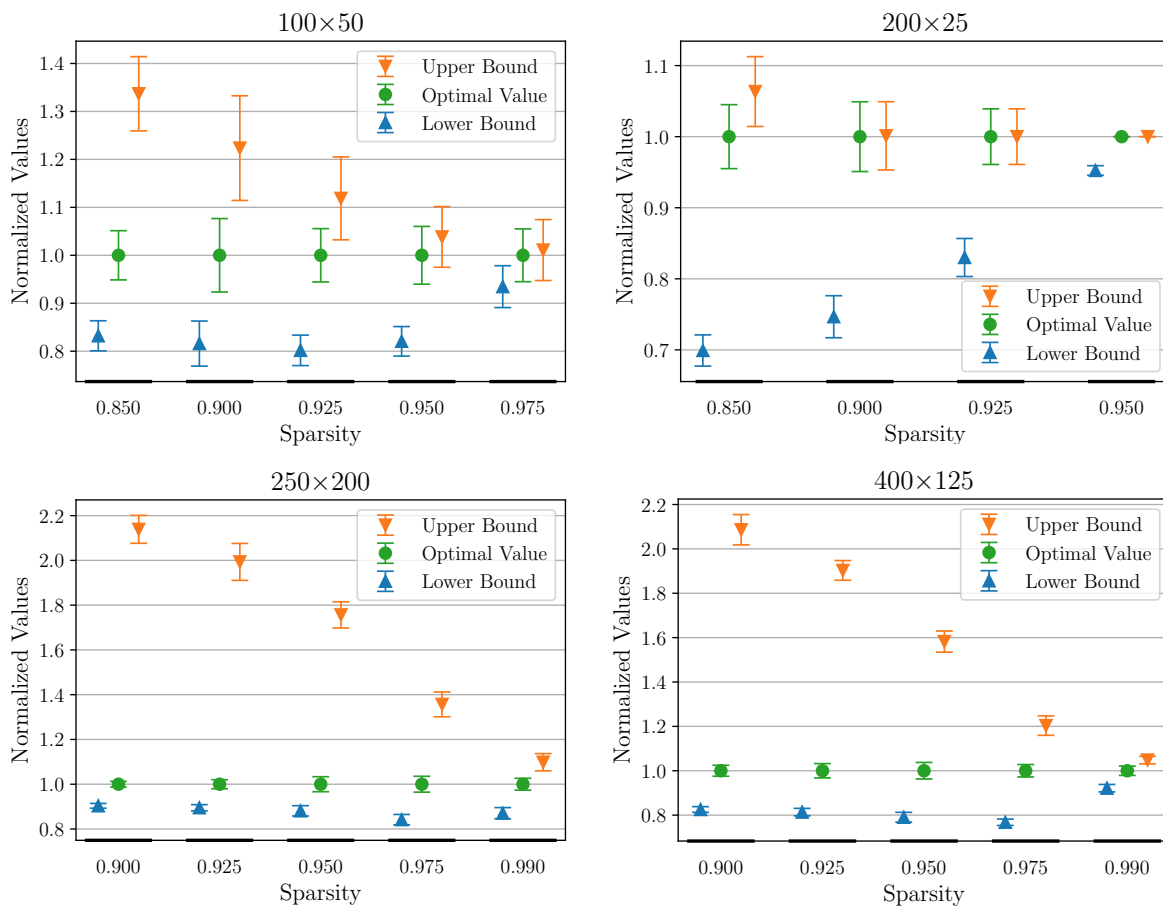 100×50
Normalized Values
1.4
1.3
1.2
1.1
1.0
0.9
0.8
Upper Bound
Optimal Value
Lower Bound
0.850 0.900 0.925 0.950 0.975
Sparsity
200×25
Normalized Values
1.1
1.0
0.9
0.8
0.7
Upper Bound
Optimal Value
Lower Bound
0.850 0.900 0.925 0.950
Sparsity
250×200
Normalized Values
2.2
2.0
1.8
1.6
1.4
1.2
1.0
0.8
Upper Bound
Optimal Value
Lower Bound
0.900 0.925 0.950 0.975 0.990
Sparsity
400×125
Normalized Values
2.2
2.0
1.8
1.6
1.4
1.2
1.0
0.8
Upper Bound
Optimal Value
Lower Bound
0.900 0.925 0.950 0.975 0.990
Sparsity